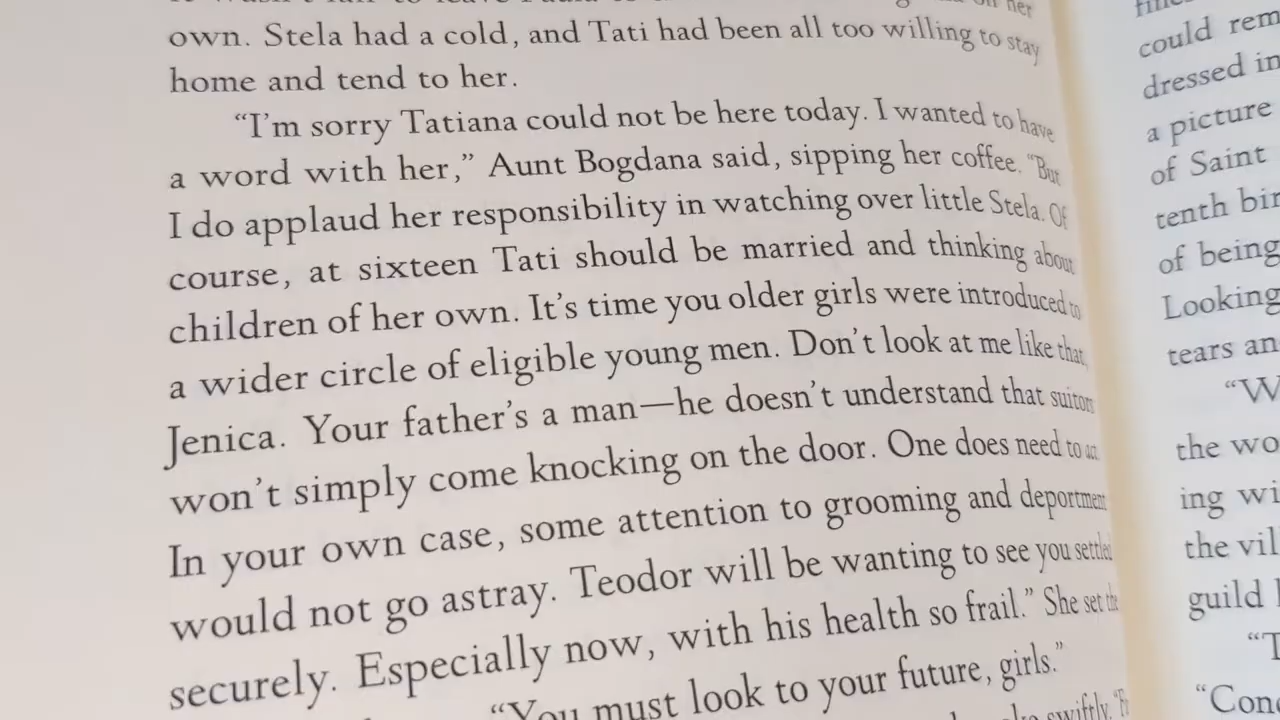 own. Stela had a cold, and Tati had been all too willing to stay
home and tend to her.
“I’m sorry Tatiana could not be here today. I wanted to have
a word with her,” Aunt Bogdana said, sipping her coffee. “But
I do applaud her responsibility in watching over little Stela. Of
course, at sixteen Tati should be married and thinking about
children of her own. It’s time you older girls were introduced to
a wider circle of eligible young men. Don’t look at me like that,
Jenica. Your father’s a man—he doesn’t understand that suitors
won’t simply come knocking on the door. One does need to
In your own case, some attention to grooming and deportment
would not go astray. Teodor will be wanting to see you settled
securely. Especially now, with his health so frail.” She set the
“You must look to your future, girls.”
swiftly.
could
dressed in
a picture
of Saint
tenth
of being
Looking
tears
the
the
guild